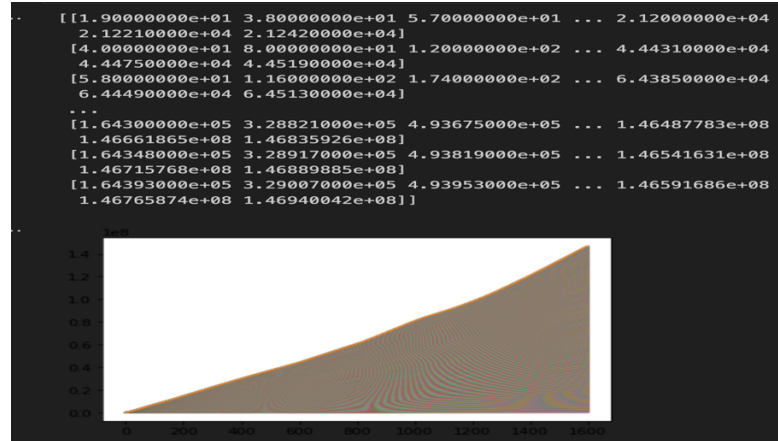 [[1.90000000e+01 3.80000000e+01 5.70000000e+01 ... 2.12000000e+04
2.12210000e+04 2.12420000e+04]
[4.00000000e+01 8.00000000e+01 1.20000000e+02 ... 4.44310000e+04
4.44750000e+04 4.45190000e+04]
[5.80000000e+01 1.16000000e+02 1.74000000e+02 ... 6.43850000e+04
6.44490000e+04 6.45130000e+04]
...
[1.64300000e+05 3.28821000e+05 4.93675000e+05 ... 1.46487783e+08
1.46661865e+08 1.46835926e+08]
[1.64348000e+05 3.28917000e+05 4.93819000e+05 ... 1.46541631e+08
1.46715768e+08 1.46889885e+08]
[1.64393000e+05 3.29007000e+05 4.93953000e+05 ... 1.46591686e+08
1.46765874e+08 1.46940042e+08]]
1e8
1.4
1.2
1.0
0.8
0.6
0.4
0.2
0.0
0 200 400 600 800 1000 1200 1400 1600